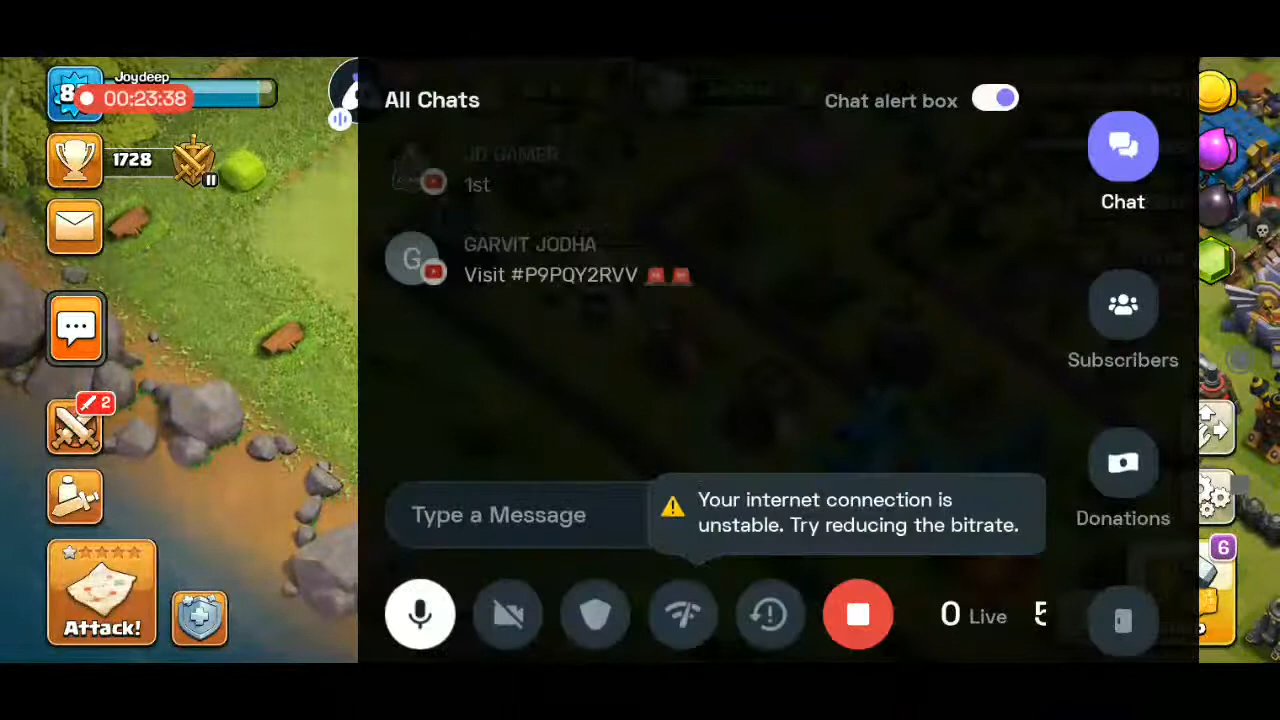 Joydeep
8
00:23:38
1728
2
Attack!
All Chats
Chat alert box
JD GAMER
1st
G
GARVIT JODHA
Visit #P9PQY2RVV 🚨🚨
Type a Message
Your internet connection is
unstable. Try reducing the bitrate.
0 Live
Chat
Subscribers
Donations
6